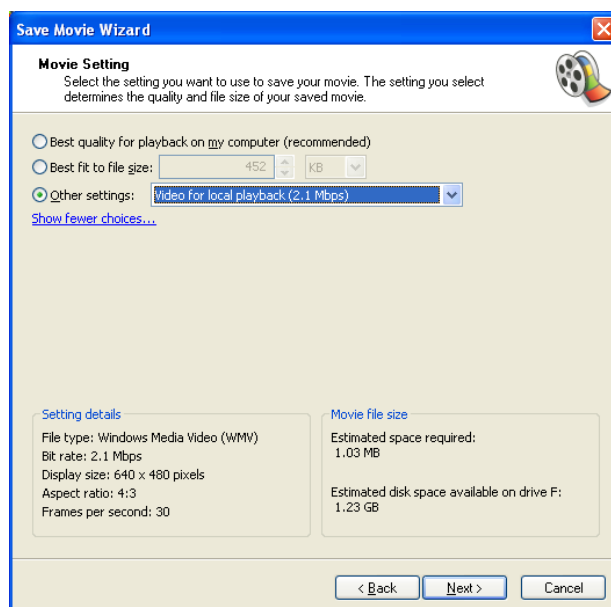 Save Movie Wizard
Movie Setting
Select the setting you want to use to save your movie. The setting you select
determines the quality and file size of your saved movie.
Best quality for playback on my computer (recommended)
Best fit to file size: 452 KB
Other settings: Video for local playback (2.1 Mbps)
Show fewer choices...
Setting details
File type: Windows Media Video (WMV)
Bit rate: 2.1 Mbps
Display size: 640 x 480 pixels
Aspect ratio: 4:3
Frames per second: 30
Movie file size
Estimated space required:
1.03 MB
Estimated disk space available on drive F:
1.23 GB
< Back Next > Cancel